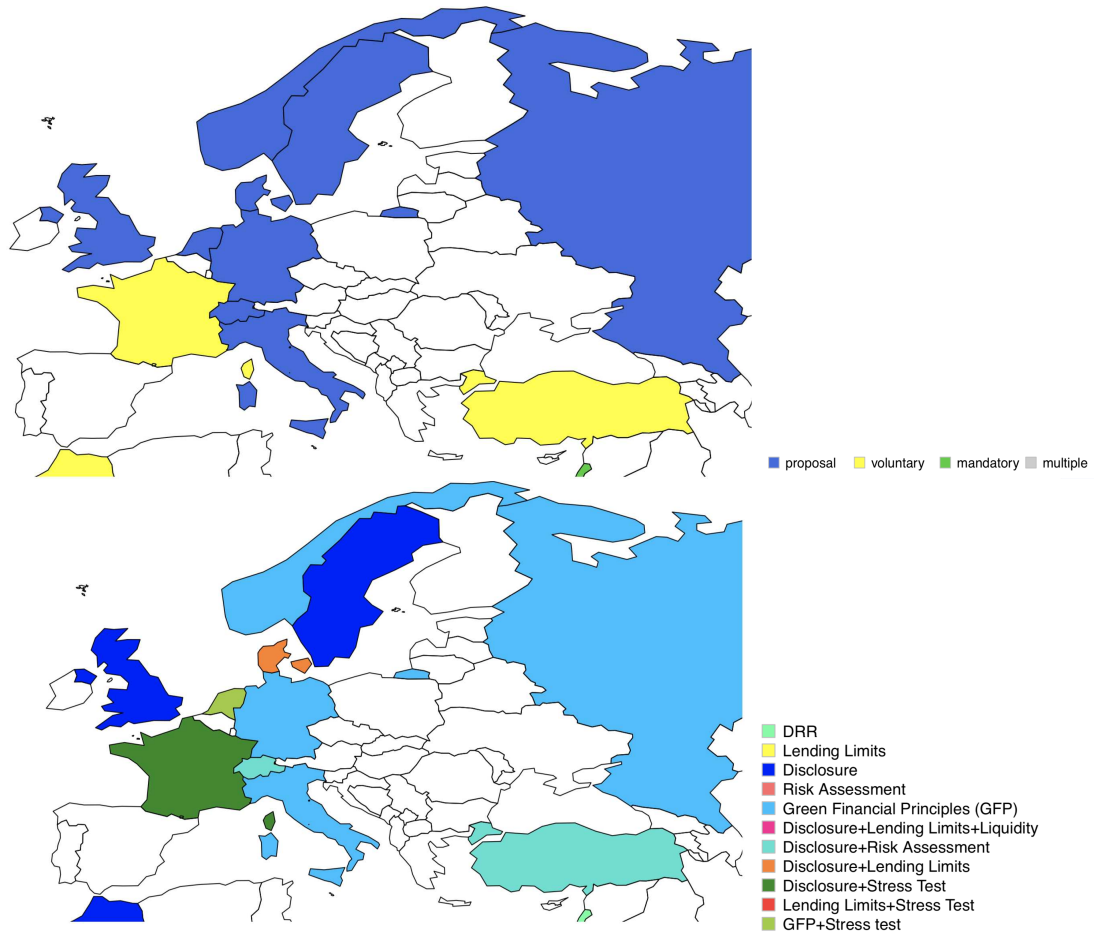 proposal voluntary mandatory multiple
DRR
Lending Limits
Disclosure
Risk Assessment
Green Financial Principles (GFP)
Disclosure+Lending Limits+Liquidity
Disclosure+Risk Assessment
Disclosure+Lending Limits
Disclosure+Stress Test
Lending Limits+Stress Test
GFP+Stress test